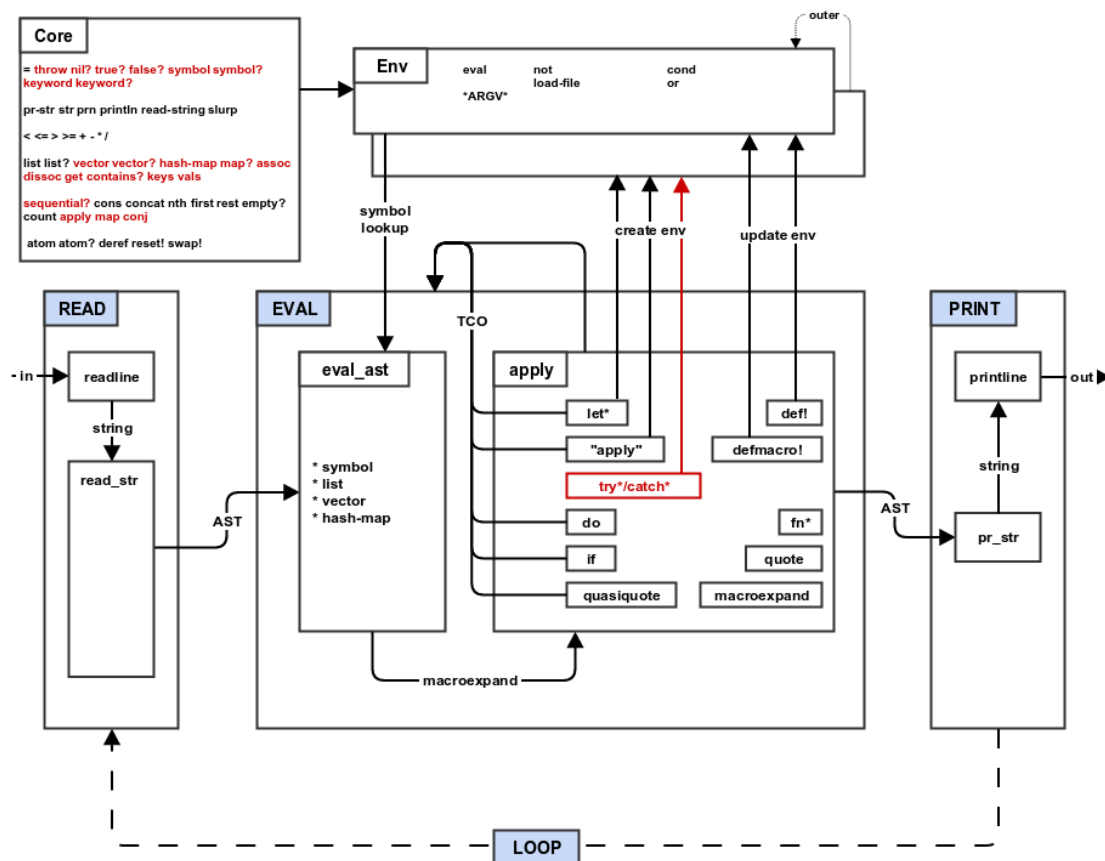 Core
= throw nil? true? false? symbol symbol?
keyword keyword?
pr-str str prn println read-string slurp
< <= > >= + - * /
list list? vector vector? hash-map map? assoc
dissoc get contains? keys vals
sequential? cons concat nth first rest empty?
count apply map conj
atom atom? deref reset! swap!
outer
Env
eval not cond
load-file or
*ARGV*
symbol
lookup
create env
update env
READ
- in
readline
string
read_str
AST
EVAL
TCO
eval_ast
* symbol
* list
* vector
* hash-map
macroexpand
apply
let*
def!
"apply"
defmacro!
try*/catch*
do
fn*
if
quote
quasiquote
macroexpand
AST
PRINT
printline
out
string
pr_str
LOOP